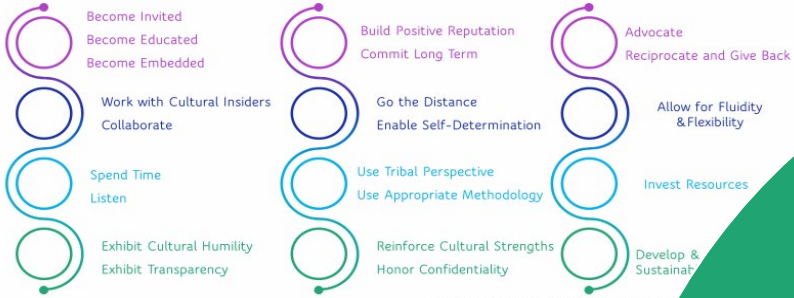 Become Invited
Become Educated
Become Embedded
Work with Cultural Insiders
Collaborate
Spend Time
Listen
Exhibit Cultural Humility
Exhibit Transparency
Build Positive Reputation
Commit Long Term
Go the Distance
Enable Self-Determination
Use Tribal Perspective
Use Appropriate Methodology
Reinforce Cultural Strengths
Honor Confidentiality
Advocate
Reciprocate and Give Back
Allow for Fluidity
&Flexibility
Invest Resources
Develop &